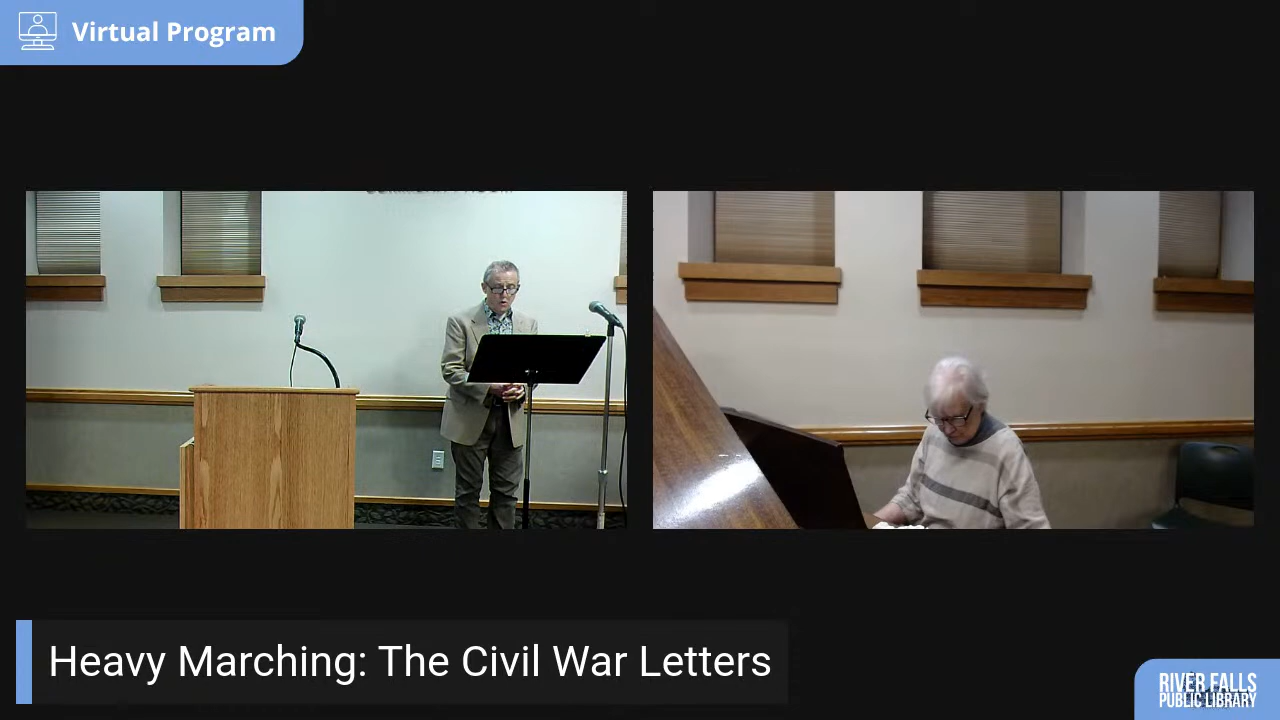 Virtual Program
Heavy Marching: The Civil War Letters
RIVER FALLS
PUBLIC LIBRARY